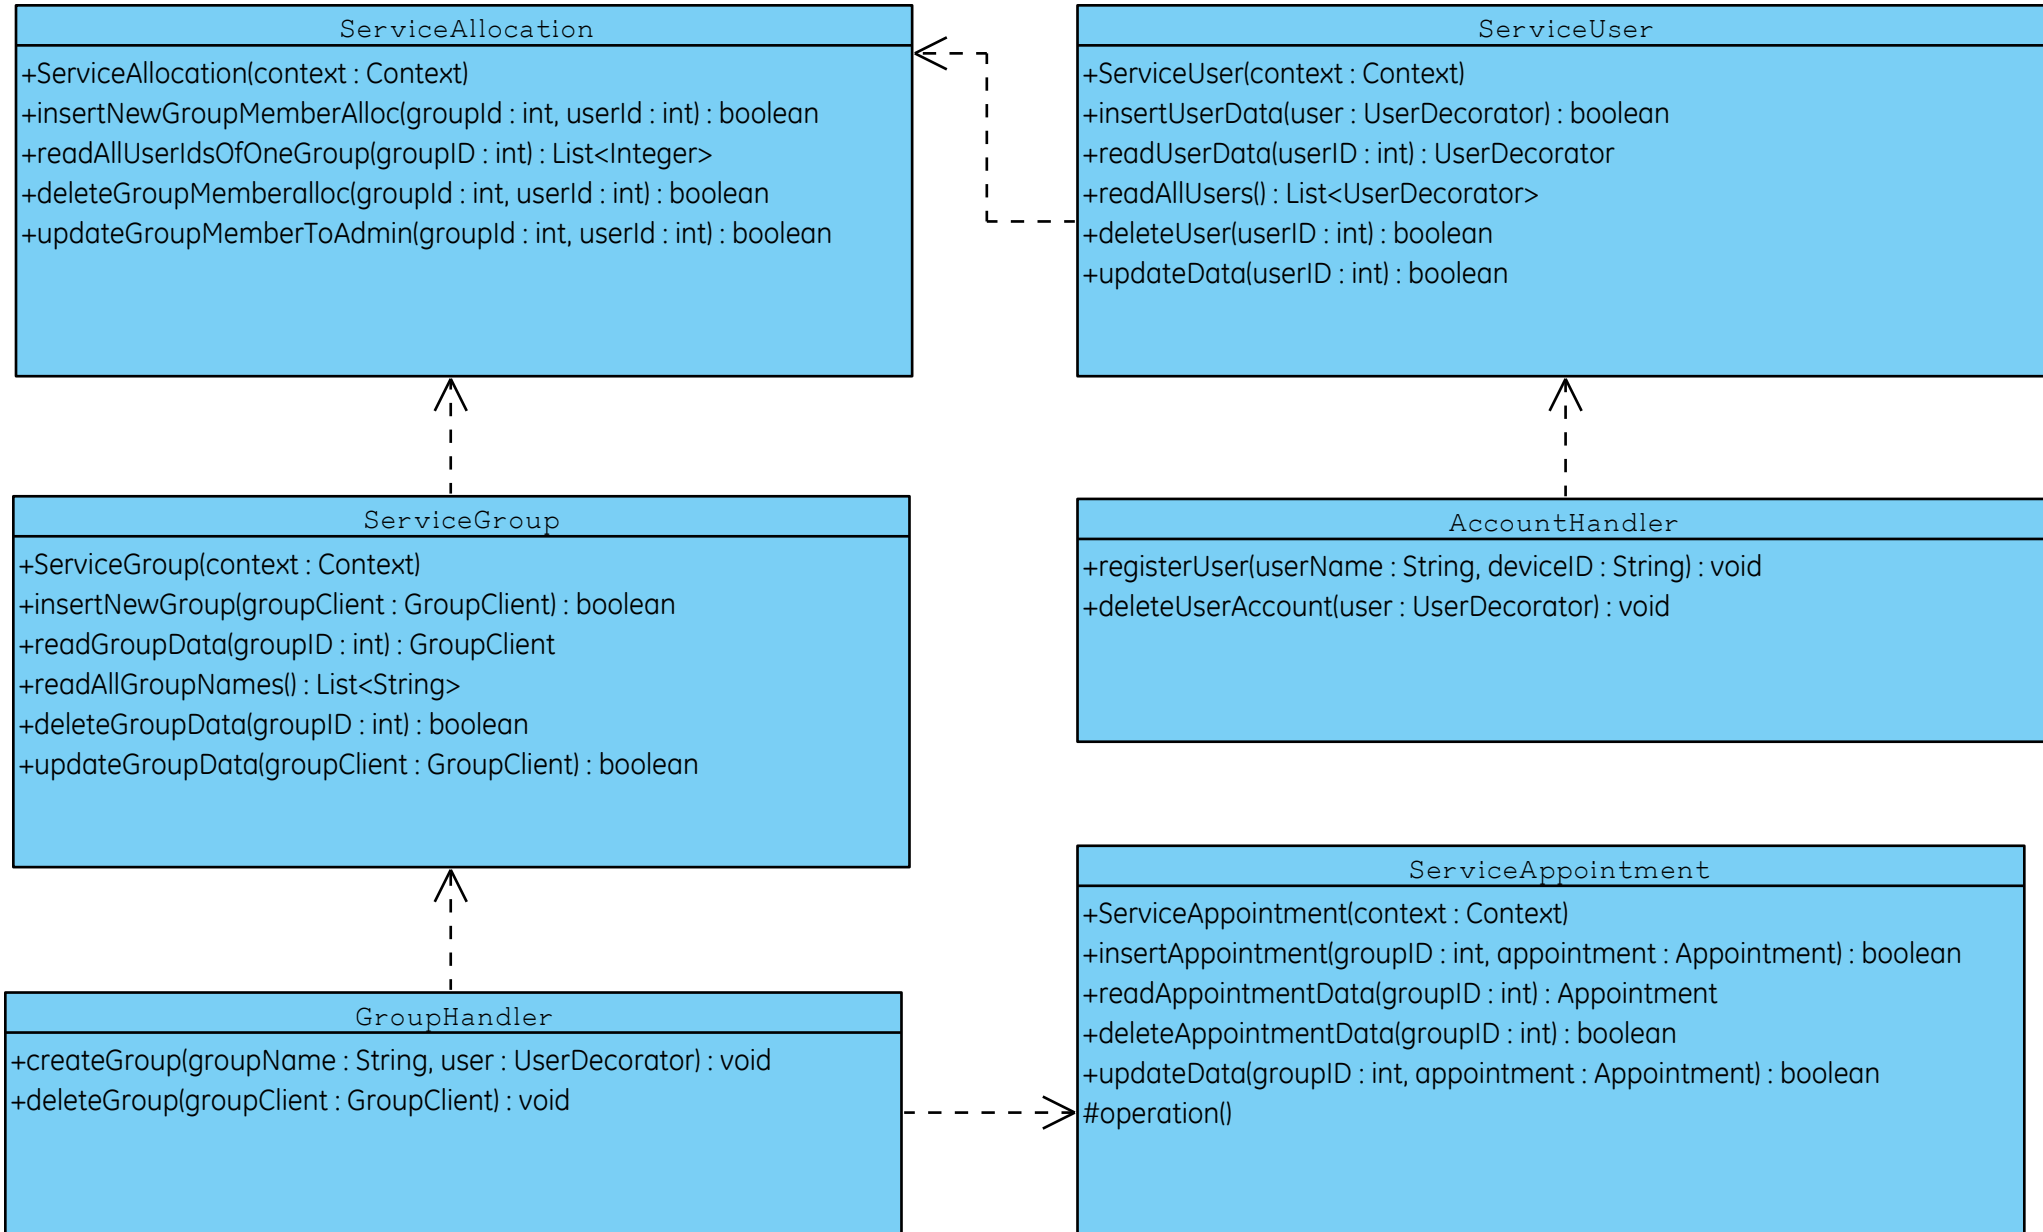 ServiceAllocation
+ServiceAllocation(context : Context)
+insertNewGroupMemberAlloc(groupId : int, userId : int) : boolean
+readAllUserIdsOfOneGroup(groupID : int) : List<Integer>
+deleteGroupMemberalloc(groupId : int, userId : int) : boolean
+updateGroupMemberToAdmin(groupId : int, userId : int) : boolean
ServiceUser
+ServiceUser(context : Context)
+insertUserData(user : UserDecorator) : boolean
+readUserData(userID : int) : UserDecorator
+readAllUsers() : List<UserDecorator>
+deleteUser(userID : int) : boolean
+updateData(userID : int) : boolean
ServiceGroup
+ServiceGroup(context : Context)
+insertNewGroup(groupClient : GroupClient) : boolean
+readGroupData(groupID : int) : GroupClient
+readAllGroupNames() : List<String>
+deleteGroupData(groupID : int) : boolean
+updateGroupData(groupClient : GroupClient) : boolean
AccountHandler
+registerUser(userName : String, deviceID : String) : void
+deleteUserAccount(user : UserDecorator) : void
GroupHandler
+createGroup(groupName : String, user : UserDecorator) : void
+deleteGroup(groupClient : GroupClient) : void
ServiceAppointment
+ServiceAppointment(context : Context)
+insertAppointment(groupID : int, appointment : Appointment) : boolean
+readAppointmentData(groupID : int) : Appointment
+deleteAppointmentData(groupID : int) : boolean
+updateData(groupID : int, appointment : Appointment) : boolean
#operation()